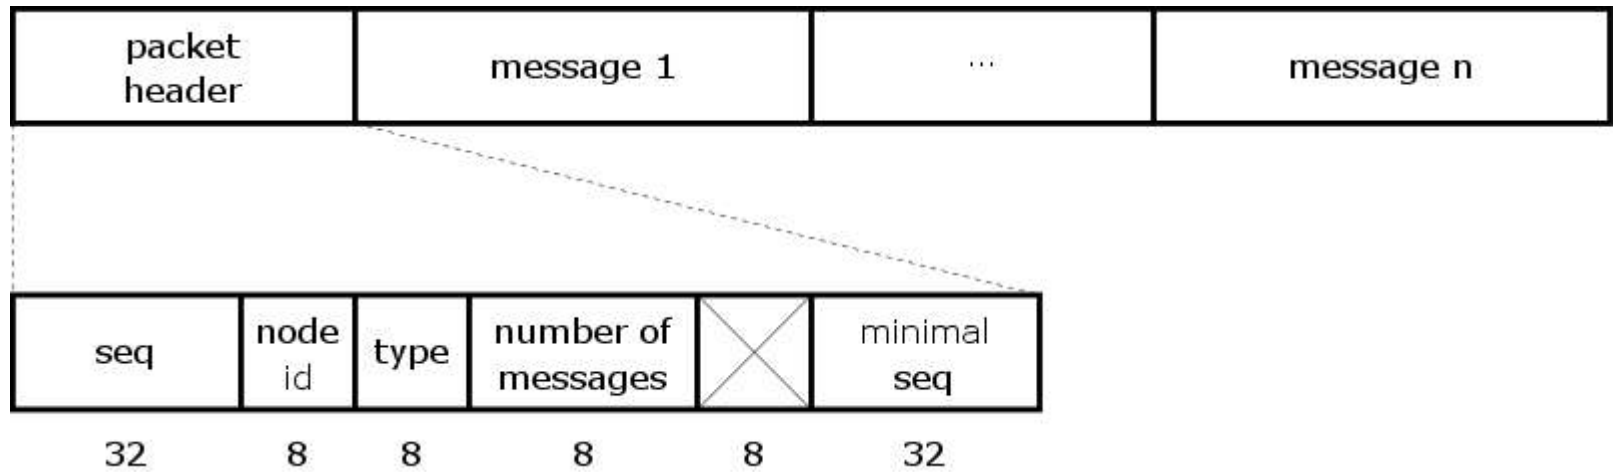 packet
header
message 1
...
message n
seq
node
id
type
number of
messages
minimal
seq
32
8
8
8
8
32